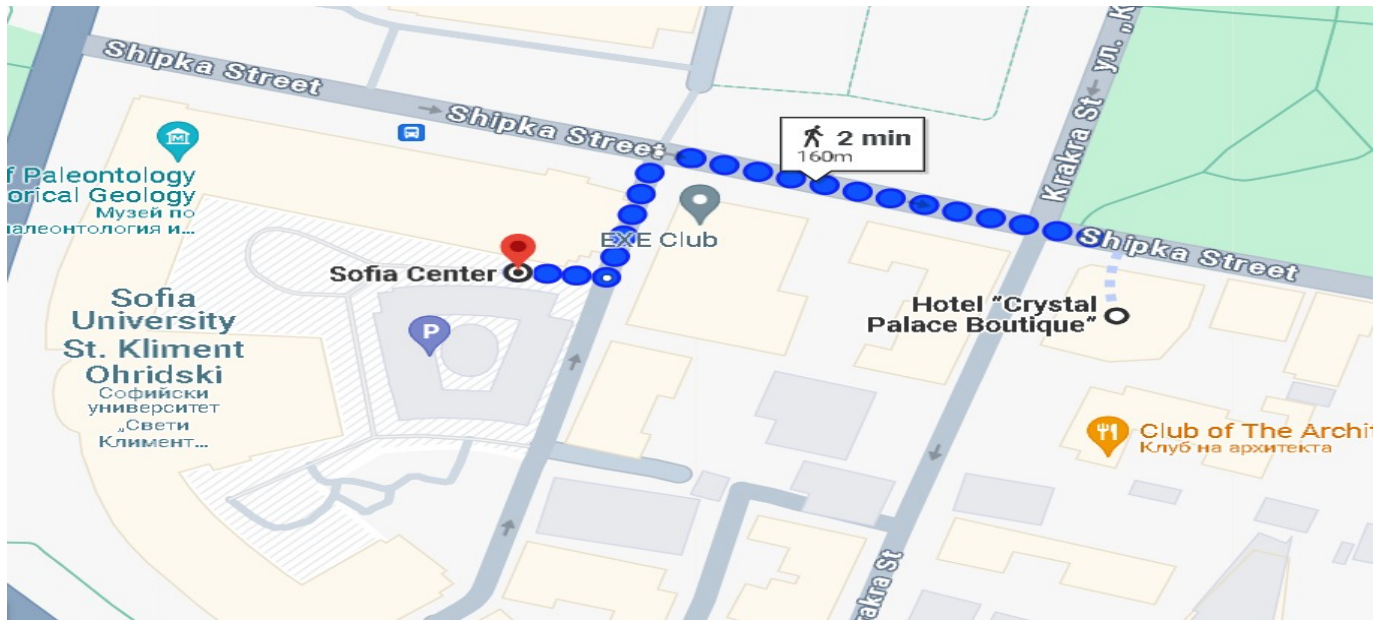 Shipka Street
Shipka Street
ул. „К
Krakra St
2 min
160m
f Paleontology
orical Geology
Музей по
палеонтология и...
EXE Club
Sofia Center
Shipka Street
Hotel "Crystal
Palace Boutique"
Sofia
University
St. Kliment
Ohridski
Софийски
университет
„Свети
Климент...
P
Club of The Archit
Клуб на архитекта
akra St